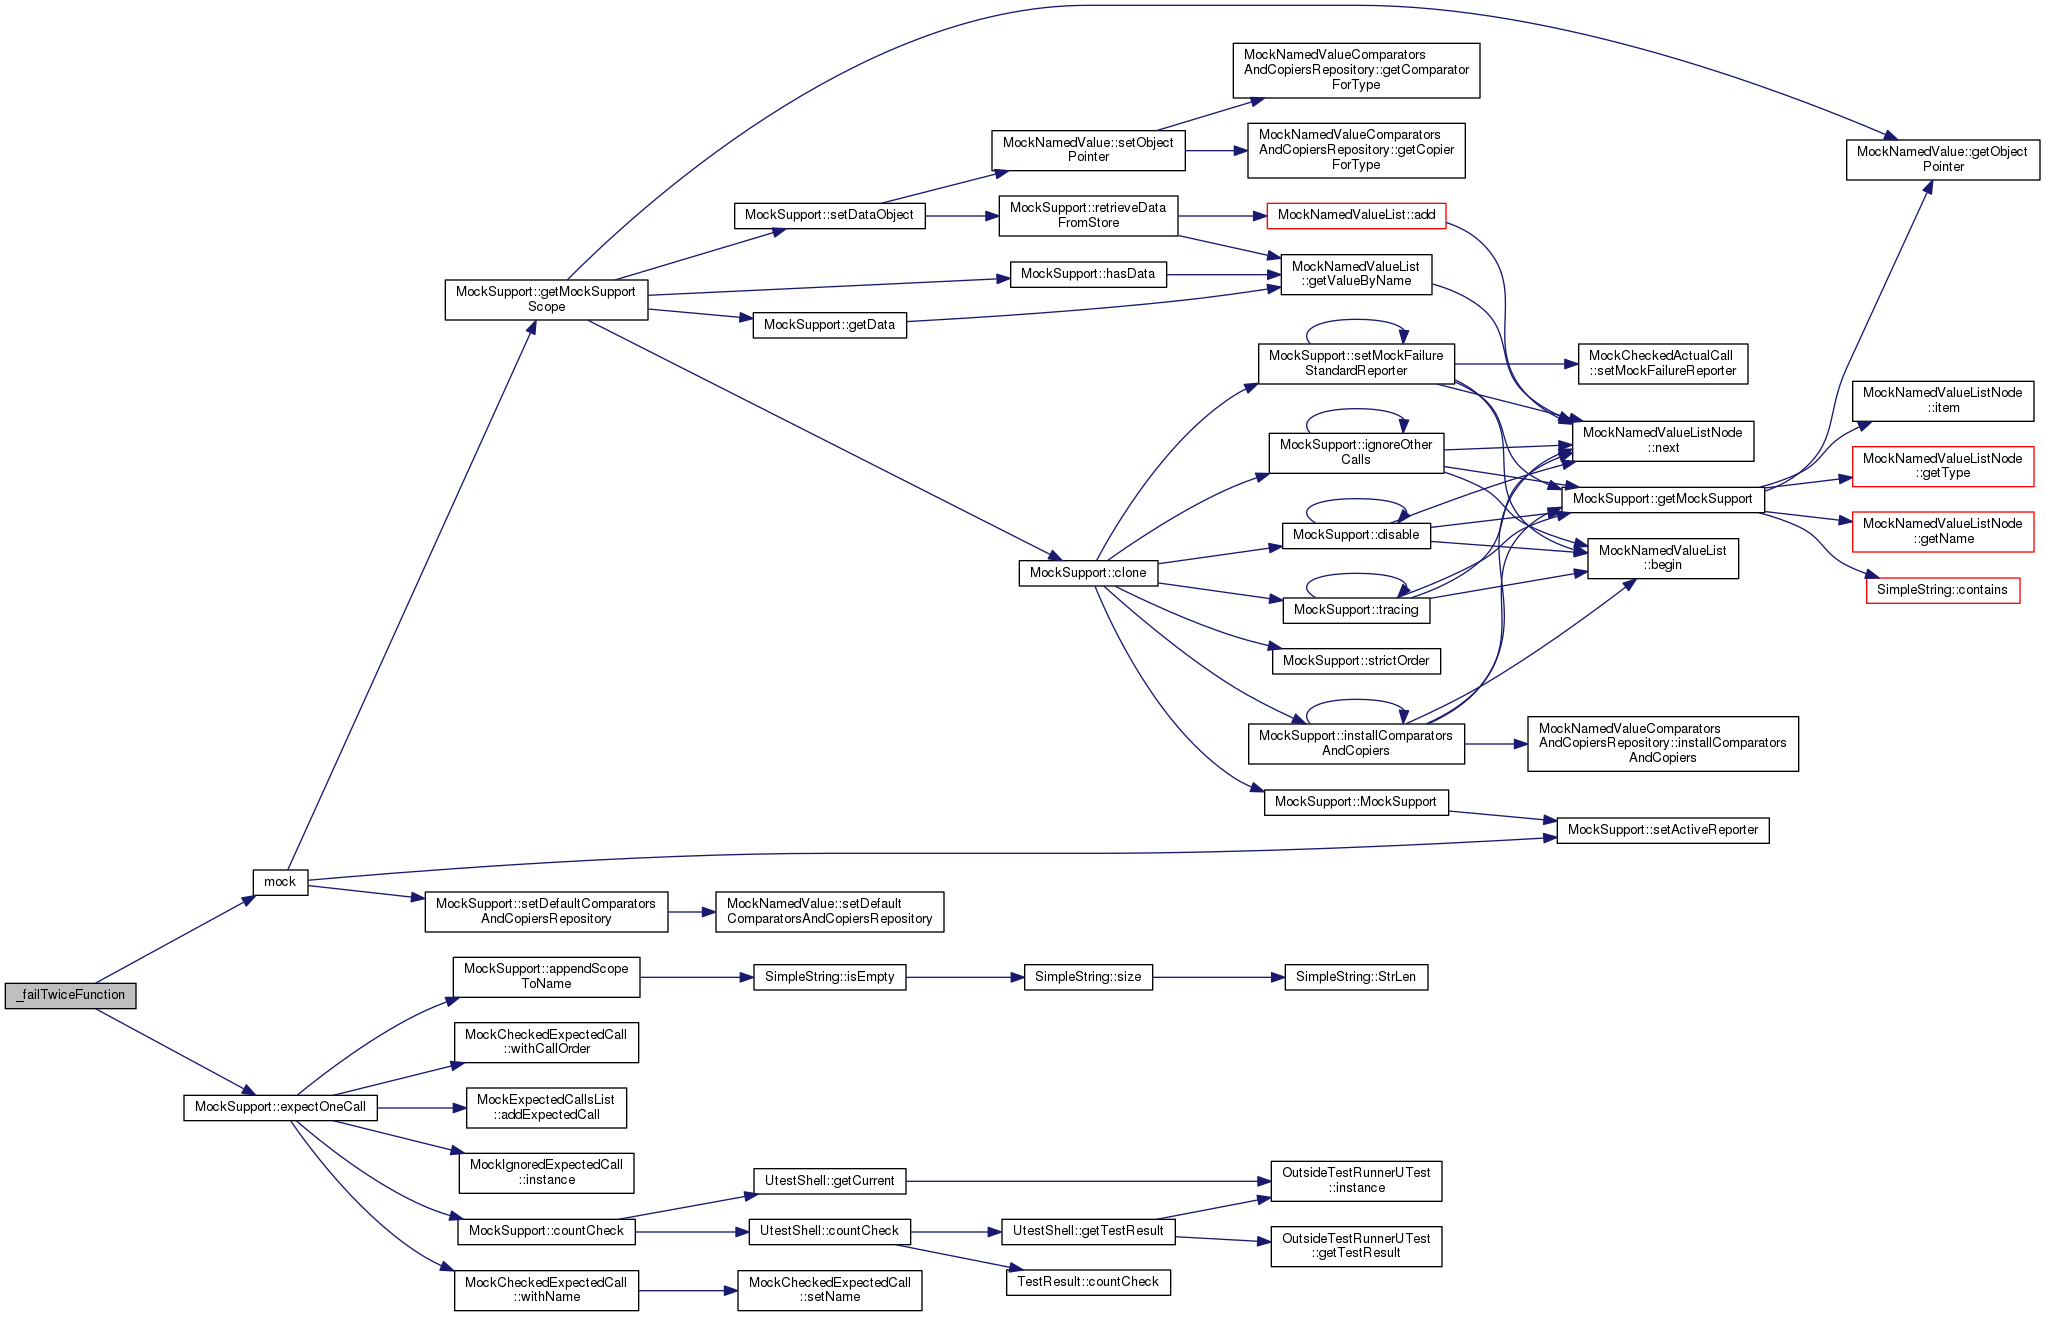 _failTwiceFunction
mock
MockSupport::expectOneCall
MockSupport::getMockSupport
Scope
MockSupport::setDefaultComparators
AndCopiersRepository
MockSupport::appendScope
ToName
MockCheckedExpectedCall
::withCallOrder
MockExpectedCallsList
::addExpectedCall
MockIgnoredExpectedCall
::instance
MockSupport::countCheck
MockCheckedExpectedCall
::withName
MockSupport::setDataObject
MockSupport::getData
MockNamedValue::setDefault
ComparatorsAndCopiersRepository
SimpleString::isEmpty
UtestShell::getCurrent
UtestShell::countCheck
MockCheckedExpectedCall
::setName
MockNamedValue::setObject
Pointer
MockSupport::retrieveData
FromStore
MockSupport::hasData
MockSupport::clone
SimpleString::size
UtestShell::getTestResult
TestResult::countCheck
MockNamedValueComparators
AndCopiersRepository::getComparator
ForType
MockNamedValueComparators
AndCopiersRepository::getCopier
ForType
MockNamedValueList::add
MockNamedValueList
::getValueByName
MockSupport::setMockFailure
StandardReporter
MockSupport::ignoreOther
Calls
MockSupport::disable
MockSupport::tracing
MockSupport::strictOrder
MockSupport::installComparators
AndCopiers
MockSupport::MockSupport
SimpleString::StrLen
OutsideTestRunnerUTest
::instance
OutsideTestRunnerUTest
::getTestResult
MockCheckedActualCall
::setMockFailureReporter
MockNamedValueListNode
::next
MockSupport::getMockSupport
MockNamedValueList
::begin
MockNamedValueComparators
AndCopiersRepository::installComparators
AndCopiers
MockSupport::setActiveReporter
MockNamedValue::getObject
Pointer
MockNamedValueListNode
::item
MockNamedValueListNode
::getType
MockNamedValueListNode
::getName
SimpleString::contains